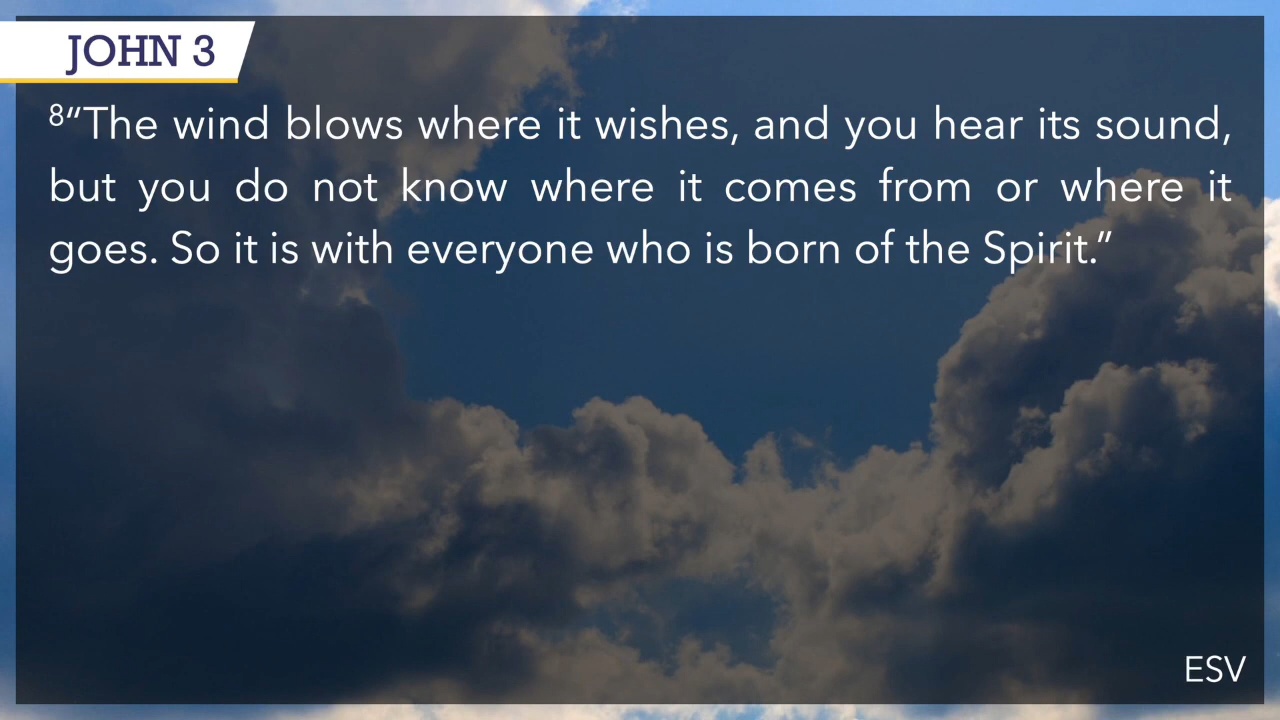 JOHN 3
8“The wind blows where it wishes, and you hear its sound,
but you do not know where it comes from or where it
goes. So it is with everyone who is born of the Spirit.”
ESV